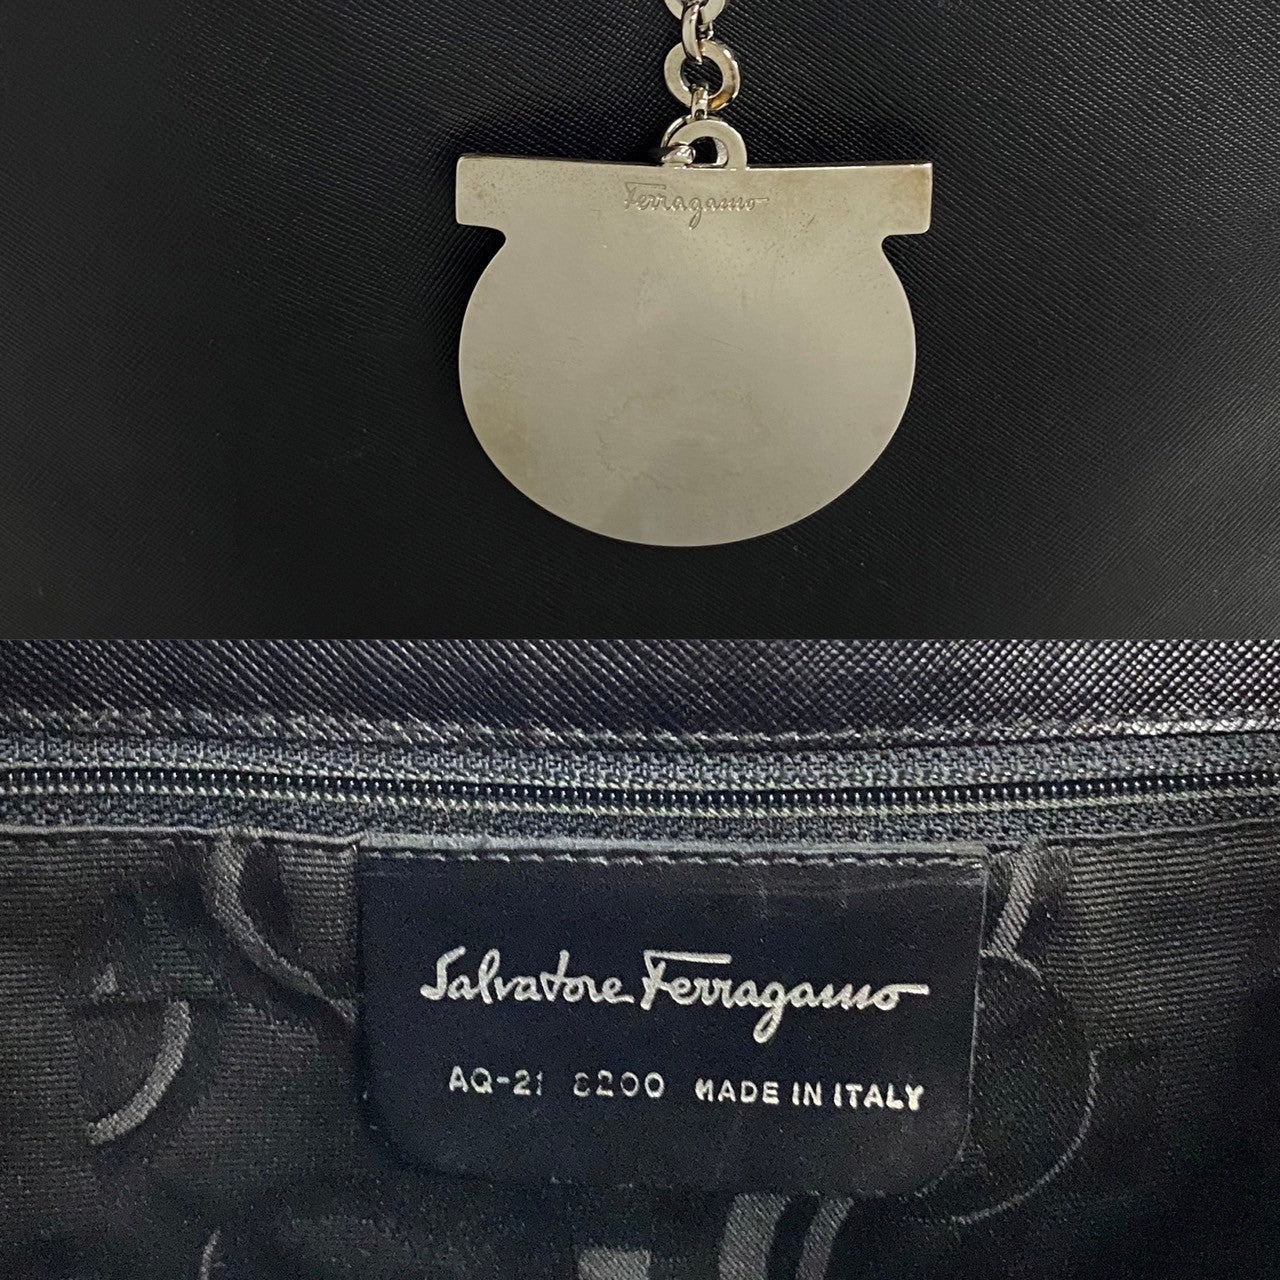 Ferragamo
Salvatore Ferragamo
AQ-21 8200 MADE IN ITALY